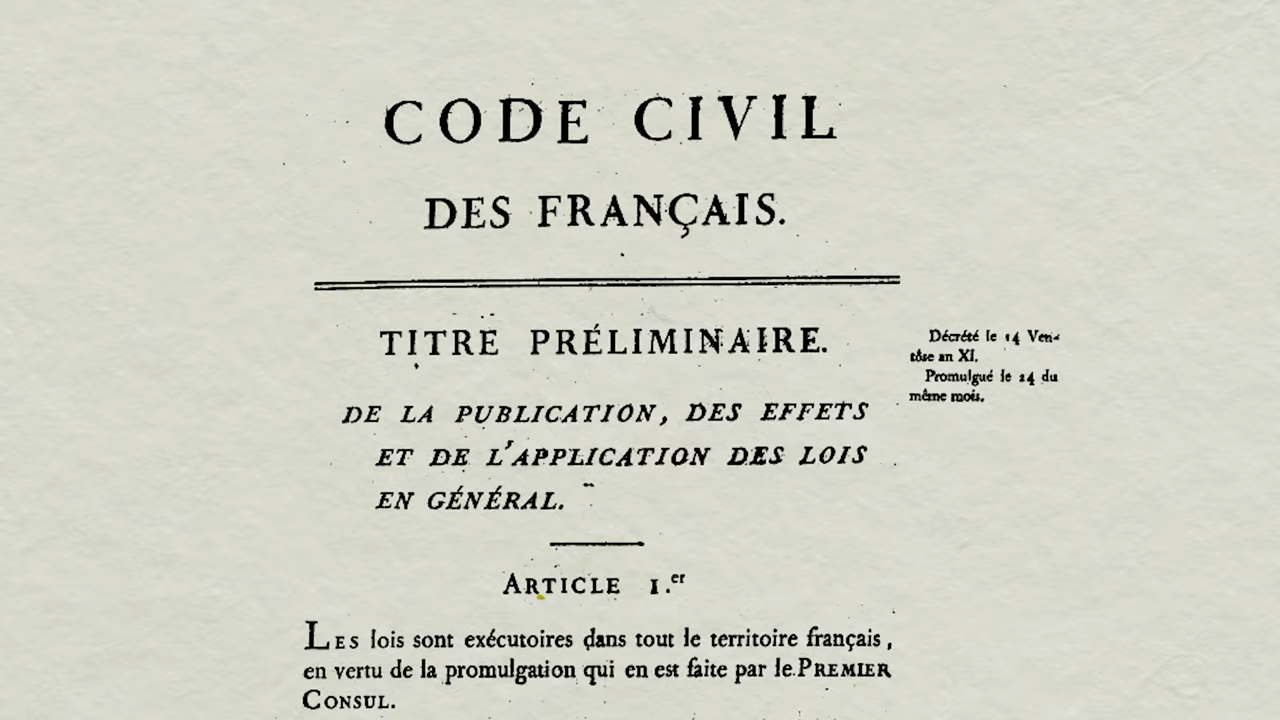 CODE CIVIL
DES FRANÇAIS.
TITRE PRÉLIMINAIRE.
Décrété le 14 Ven-
tôse an XI.
Promulgué le 24 du
même mois.
DE LA PUBLICATION, DES EFFETS
ET DE L'APPLICATION DES LOIS
EN GÉNÉRAL.
ARTICLE 1.er
LES lois sont exécutoires dans tout le territoire français,
en vertu de la promulgation qui en est faite par le PREMIER
CONSUL.